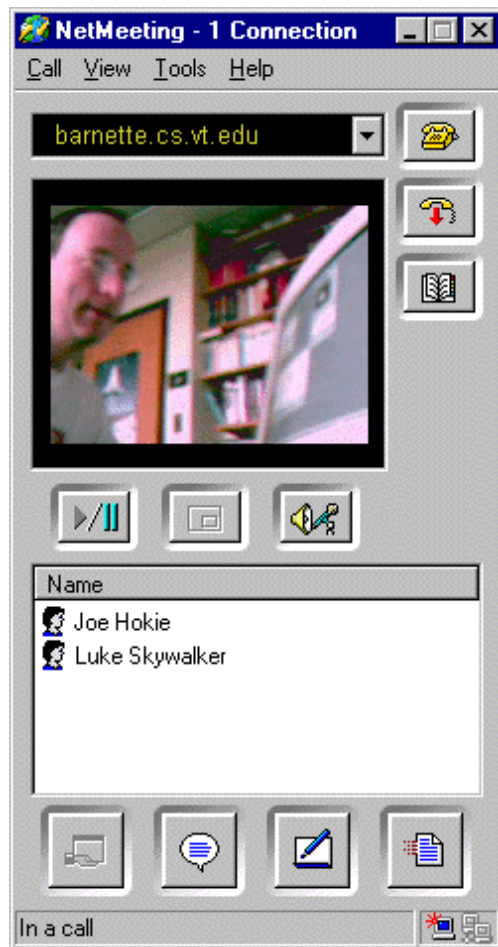 NetMeeting - 1 Connection
Call View Tools Help
barnette.cs.vt.edu
Name
Joe Hokie
Luke Skywalker
In a call